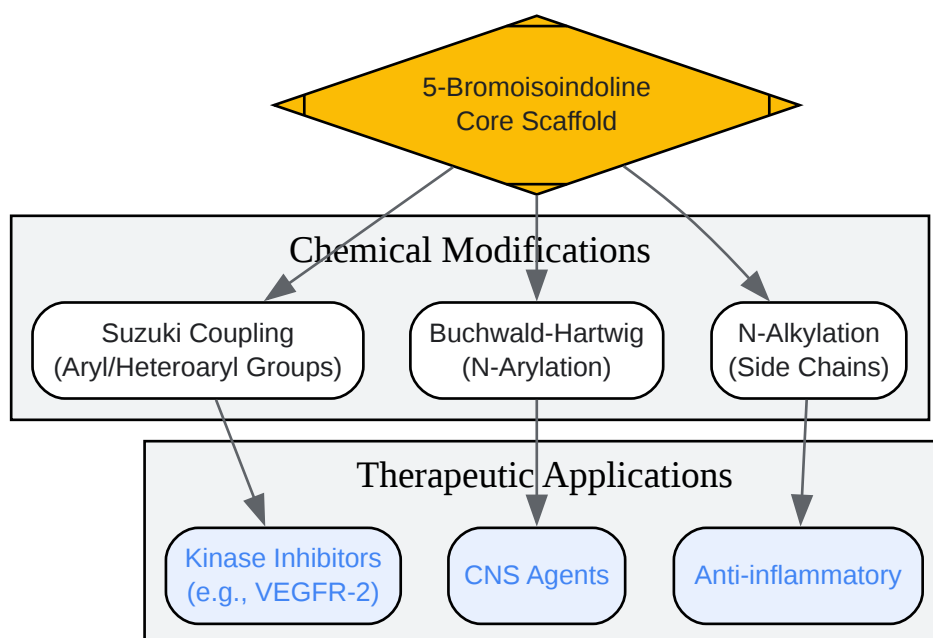 5-Bromoisoindoline
Core Scaffold
Chemical Modifications
Suzuki Coupling
(Aryl/Heteroaryl Groups)
Buchwald-Hartwig
(N-Arylation)
N-Alkylation
(Side Chains)
Therapeutic Applications
Kinase Inhibitors
(e.g., VEGFR-2)
CNS Agents
Anti-inflammatory